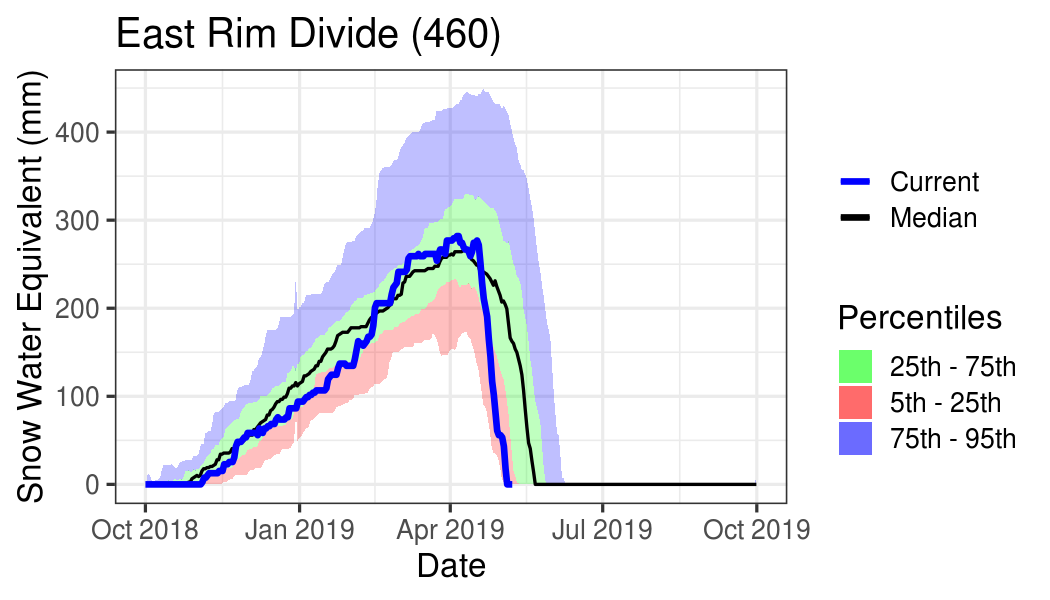 East Rim Divide (460)
Snow Water Equivalent (mm)
400
300
200
100
0
Oct 2018
Jan 2019
Apr 2019
Jul 2019
Oct 2019
Date
Current
Median
Percentiles
25th - 75th
5th - 25th
75th - 95th